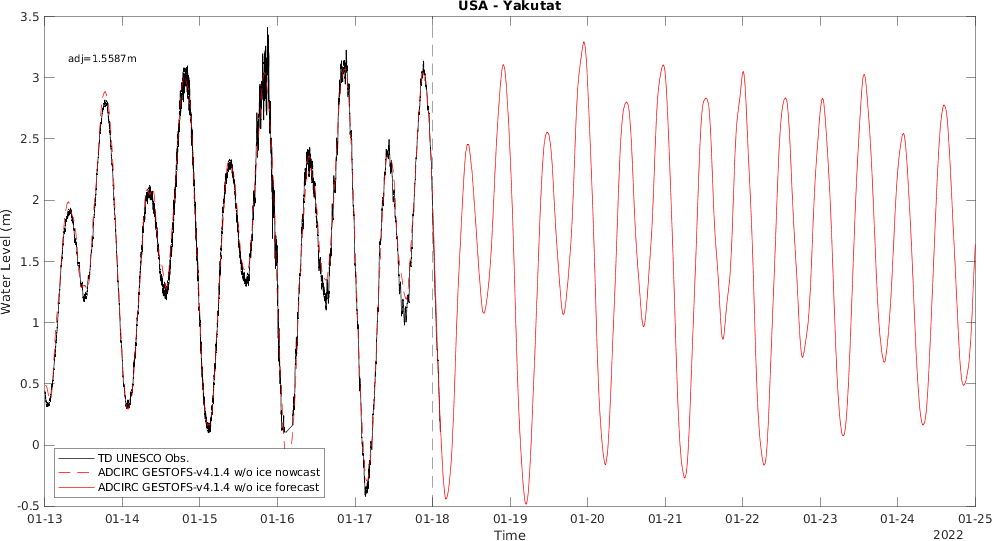 USA - Yakutat
adj=1.5587m
Water Level (m)
3.5
3
2.5
2
1.5
1
0.5
0
-0.5
TD UNESCO Obs.
ADCIRC GESTOFS-v4.1.4 w/o ice nowcast
ADCIRC GESTOFS-v4.1.4 w/o ice forecast
01-13 01-14 01-15 01-16 01-17 01-18 01-19 01-20 01-21 01-22 01-23 01-24 01-25
Time
2022